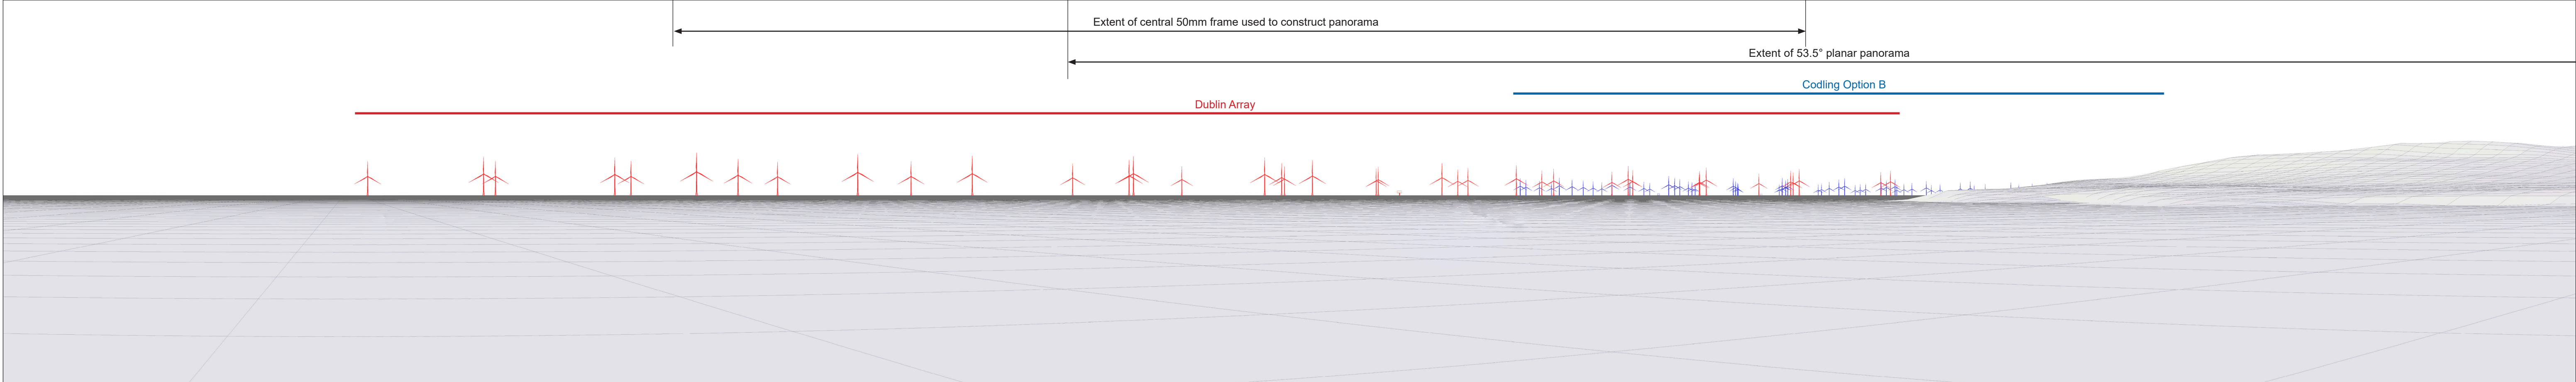 Extent of central 50mm frame used to construct panorama
Extent of 53.5° planar panorama
Codling Option B
Dublin Array